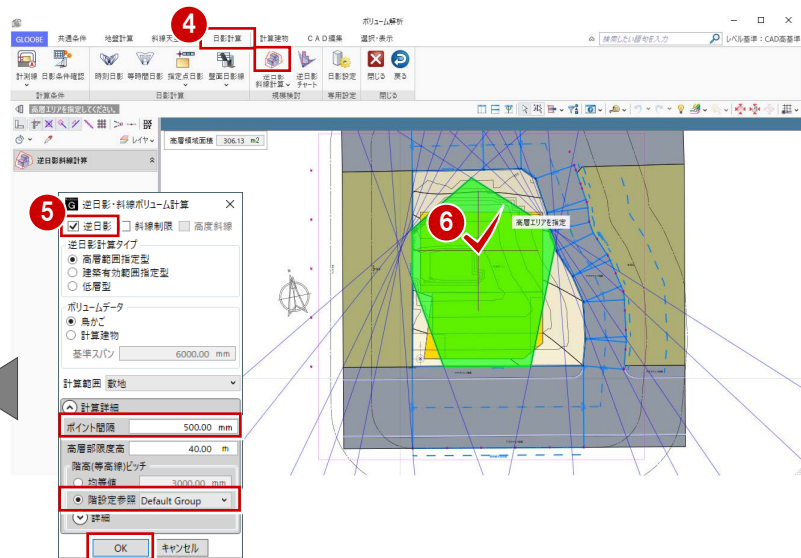 ボリューム解析
4
GLOOBE 共通条件 地盤計算 斜線天空 日影計算 計算建物 CAD編集 選択・表示
検索したい語句を入力
レベル基準：CAD高基準
計測線 日影条件確認 時刻日影 等時間日影 指定点日影 壁面日影線 逆日影 斜線計算 逆日影 チャート 日影設定 閉じる 戻る
計算条件 日影計算 規模検討 専用設定 閉じる
高層エリアを指定してください。
レイヤ
高層領域面積 306.13 m2
逆日影斜線計算
5
逆日影・斜線ボリューム計算
逆日影 斜線制限 高度斜線
逆日影計算タイプ
高層範囲指定型
建築有効範囲指定型
低層型
ボリュームデータ
鳥かご
計算建物
基準スパン 6000.00 mm
計算範囲 敷地
計算詳細
ポイント間隔 500.00 mm
高層部限度高 40.00 m
階高(等高線)ピッチ
均等値 3000.00 mm
階設定参照 Default Group
詳細
OK キャンセル
6
高層エリアを指定